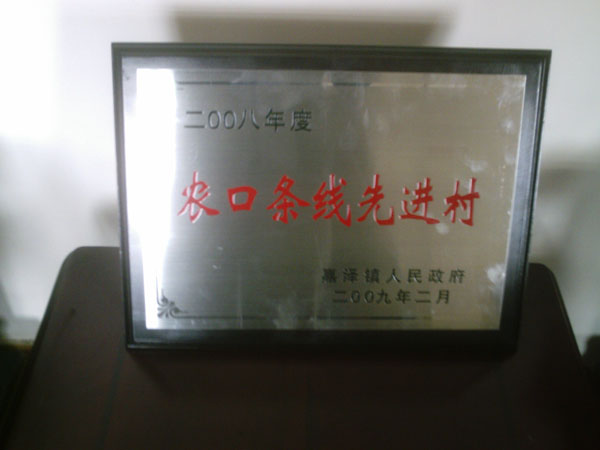 二00八年度
农口条线先进村
嘉泽镇人民政府
二00九年二月